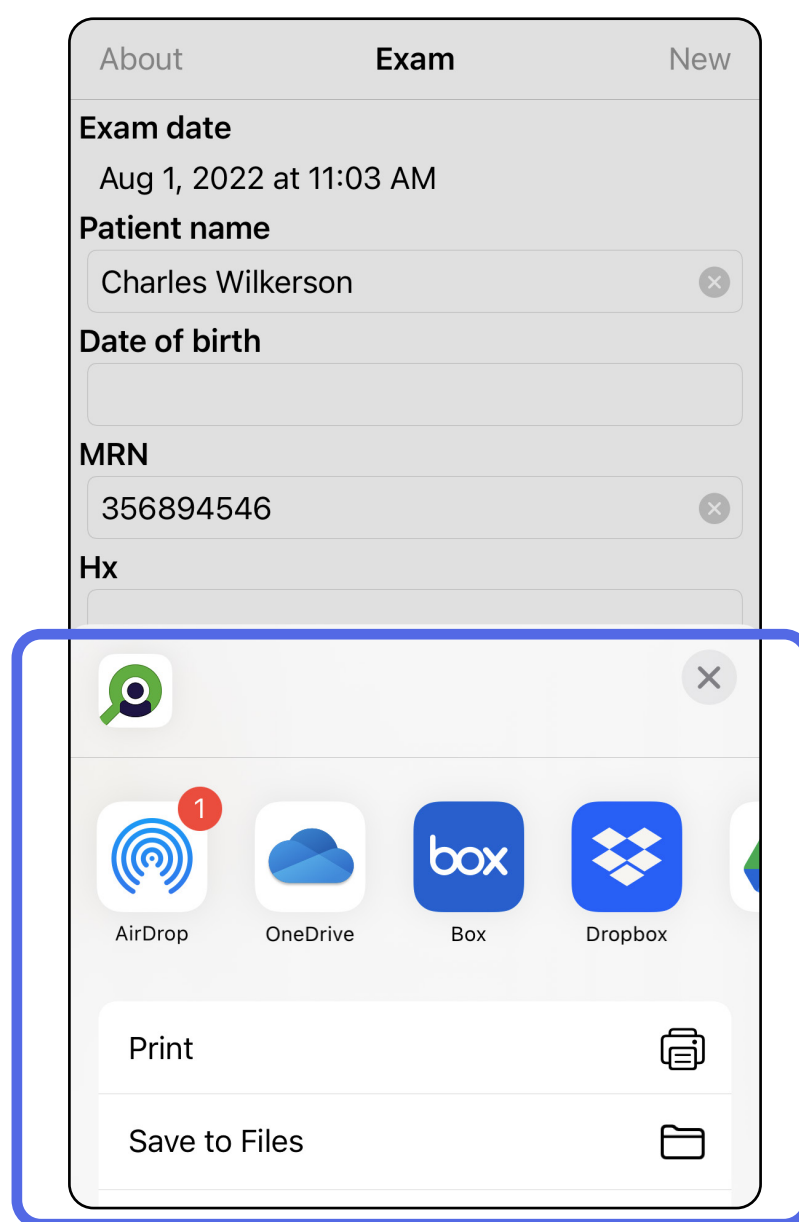 About Exam New
Exam date
Aug 1, 2022 at 11:03 AM
Patient name
Charles Wilkerson
Date of birth
MRN
356894546
Hx
1
box
AirDrop OneDrive Box Dropbox
Print
Save to Files